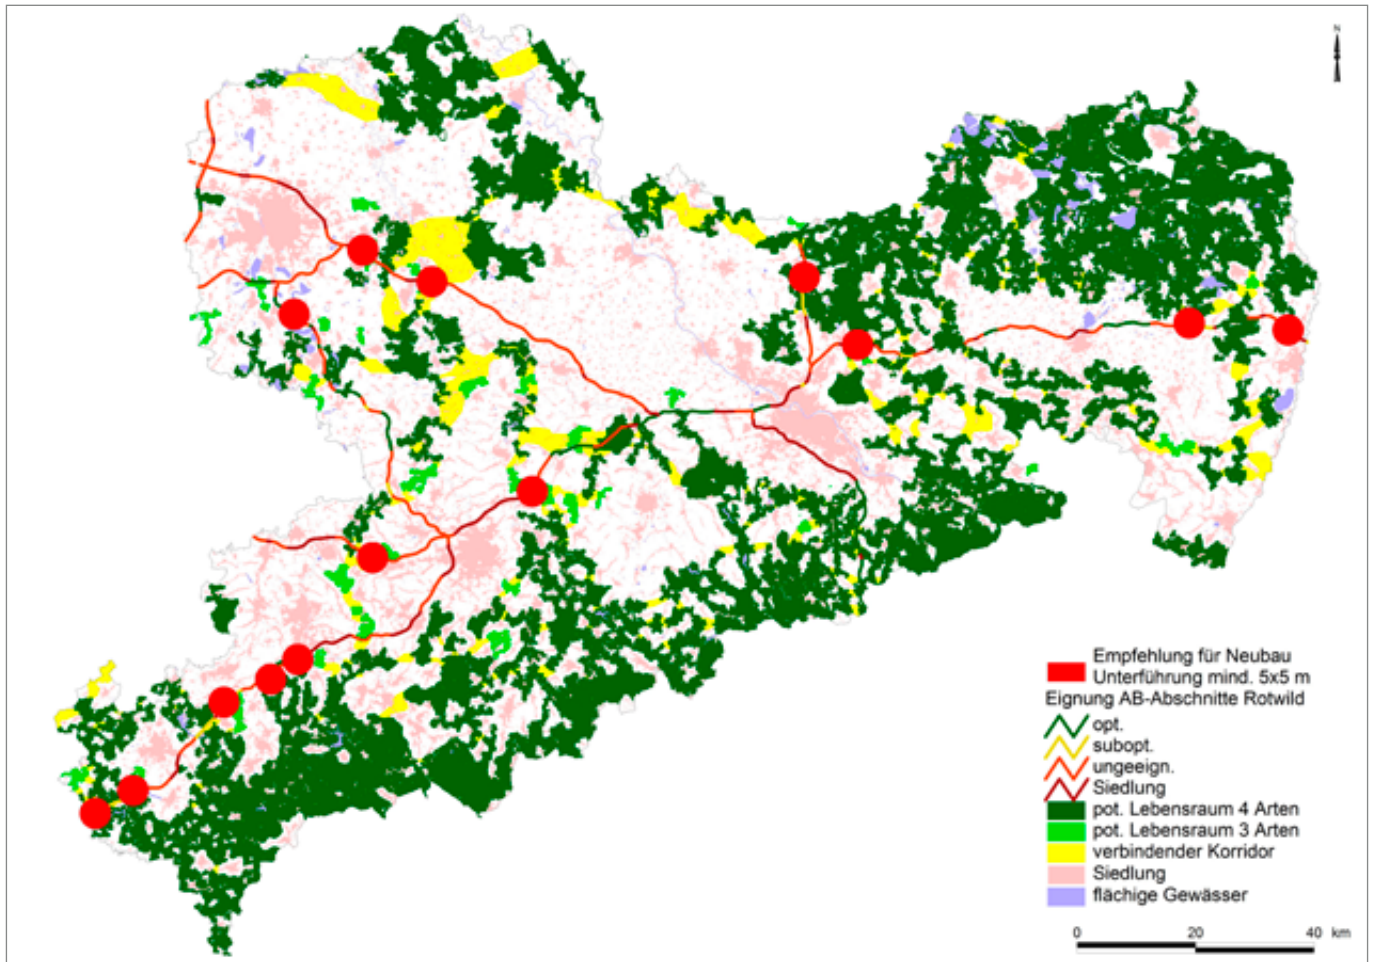 N
Empfehlung für Neubau
Unterführung mind. 5x5 m
Eignung AB-Abschnitte Rotwild
opt.
subopt.
ungeeign.
Siedlung
pot. Lebensraum 4 Arten
pot. Lebensraum 3 Arten
verbindender Korridor
Siedlung
flächige Gewässer
0 20 40 km